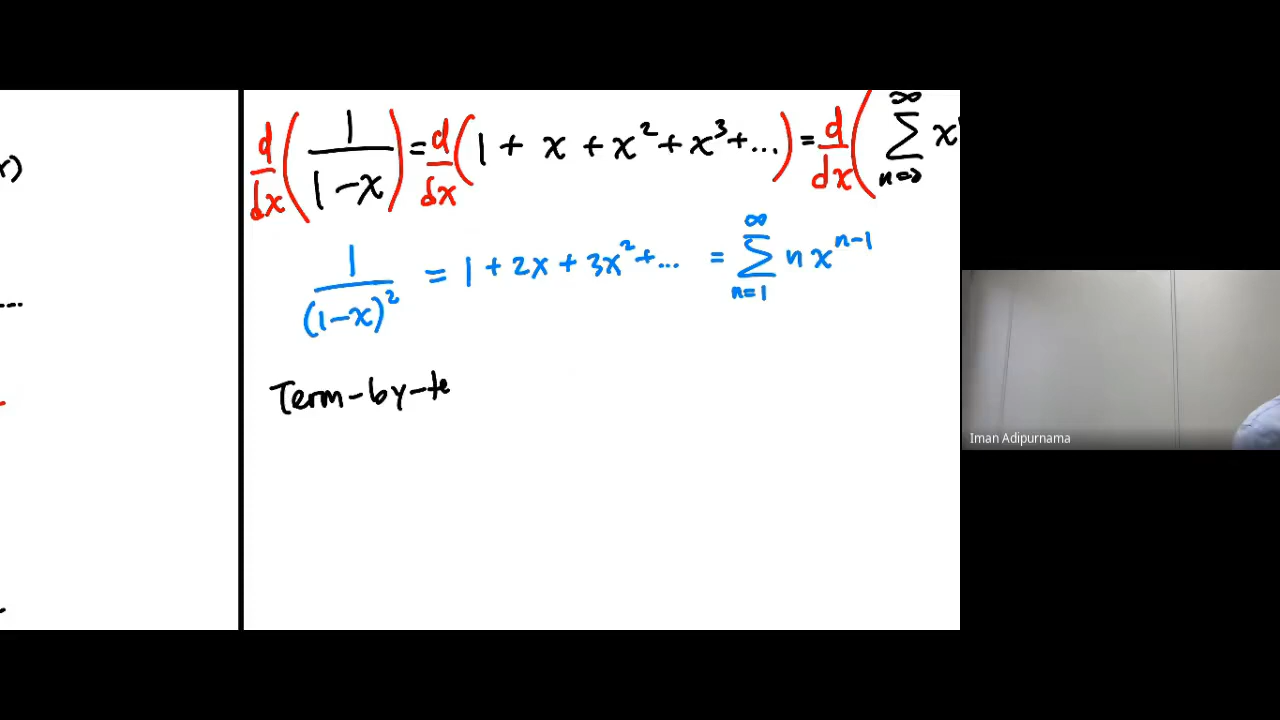 x)
...
d/dx (1/(1-x)) = d/dx (1 + x + x² + x³ + ...) = d/dx ( ∑_{n=0}^{∞} x
1/(1-x)² = 1 + 2x + 3x² + ... = ∑_{n=1}^{∞} n x^{n-1}
Term-by-te
Iman Adipurnama